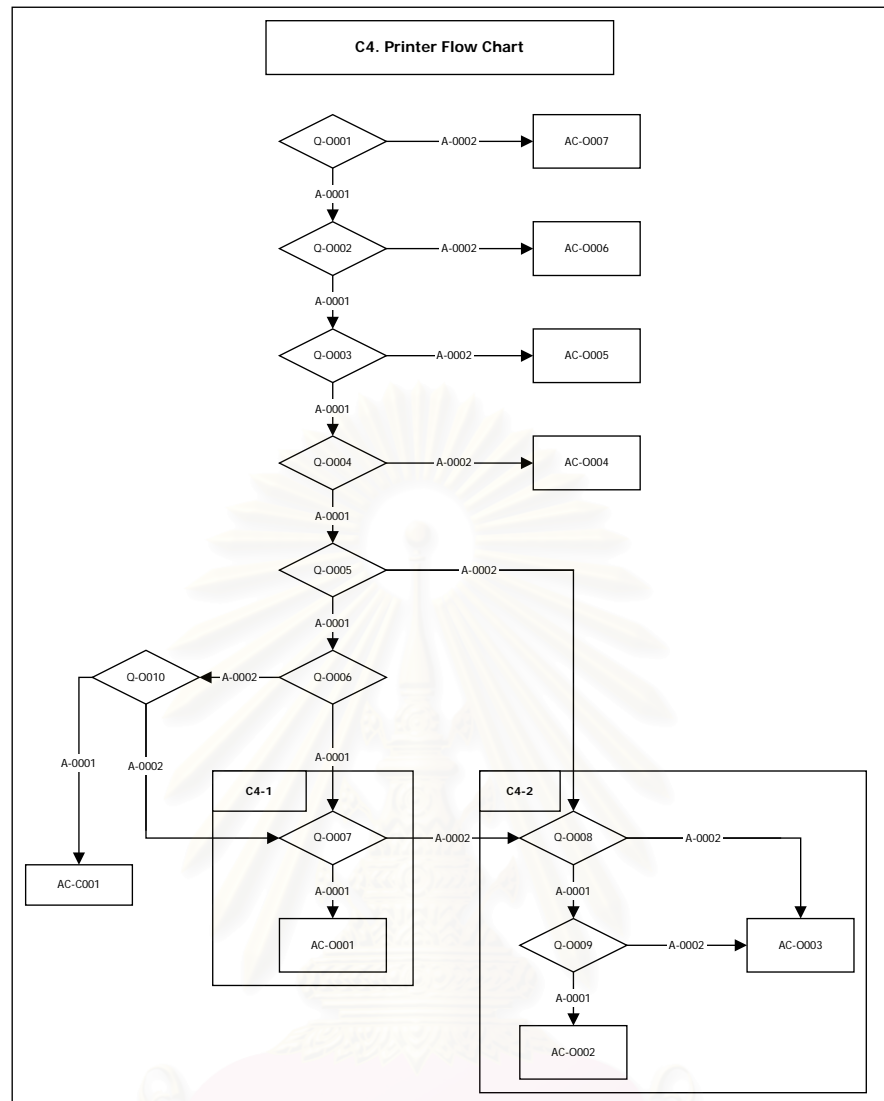 C4. Printer Flow Chart
Q-O001
A-0002
AC-O007
A-0001
Q-O002
A-0002
AC-O006
A-0001
Q-O003
A-0002
AC-O005
A-0001
Q-O004
A-0002
AC-O004
A-0001
Q-O005
A-0002
A-0001
Q-O010
A-0002
Q-O006
A-0001
A-0001
A-0002
C4-1
C4-2
Q-O007
A-0002
Q-O008
A-0002
AC-C001
A-0001
A-0001
AC-O001
Q-O009
A-0002
AC-O003
A-0001
AC-O002